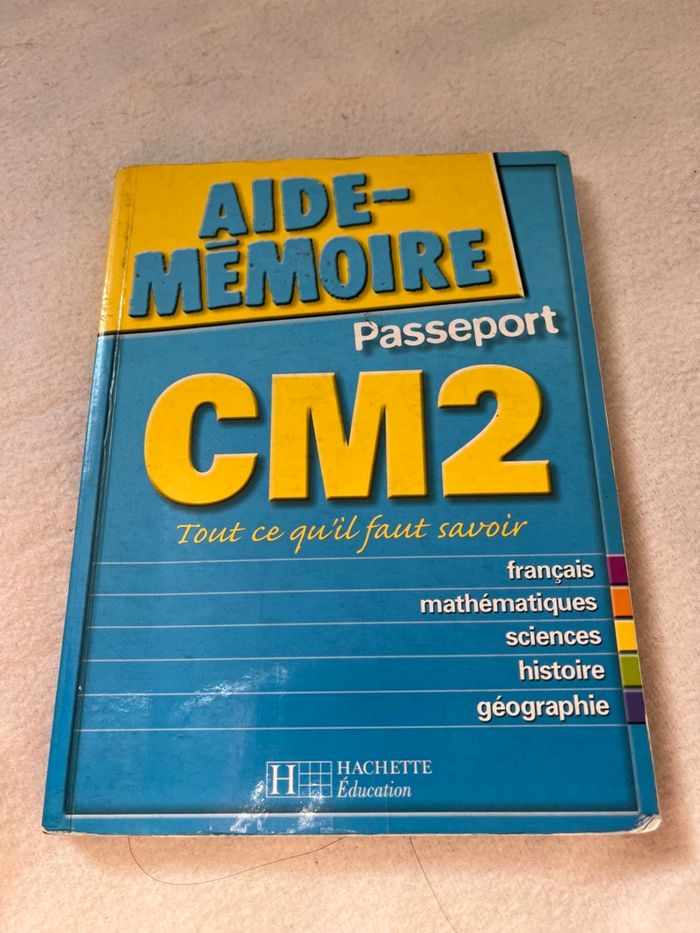 AIDE-
MÉMOIRE
Passeport
CM2
Tout ce qu'il faut savoir
français
mathématiques
sciences
histoire
géographie
H HACHETTE
Éducation